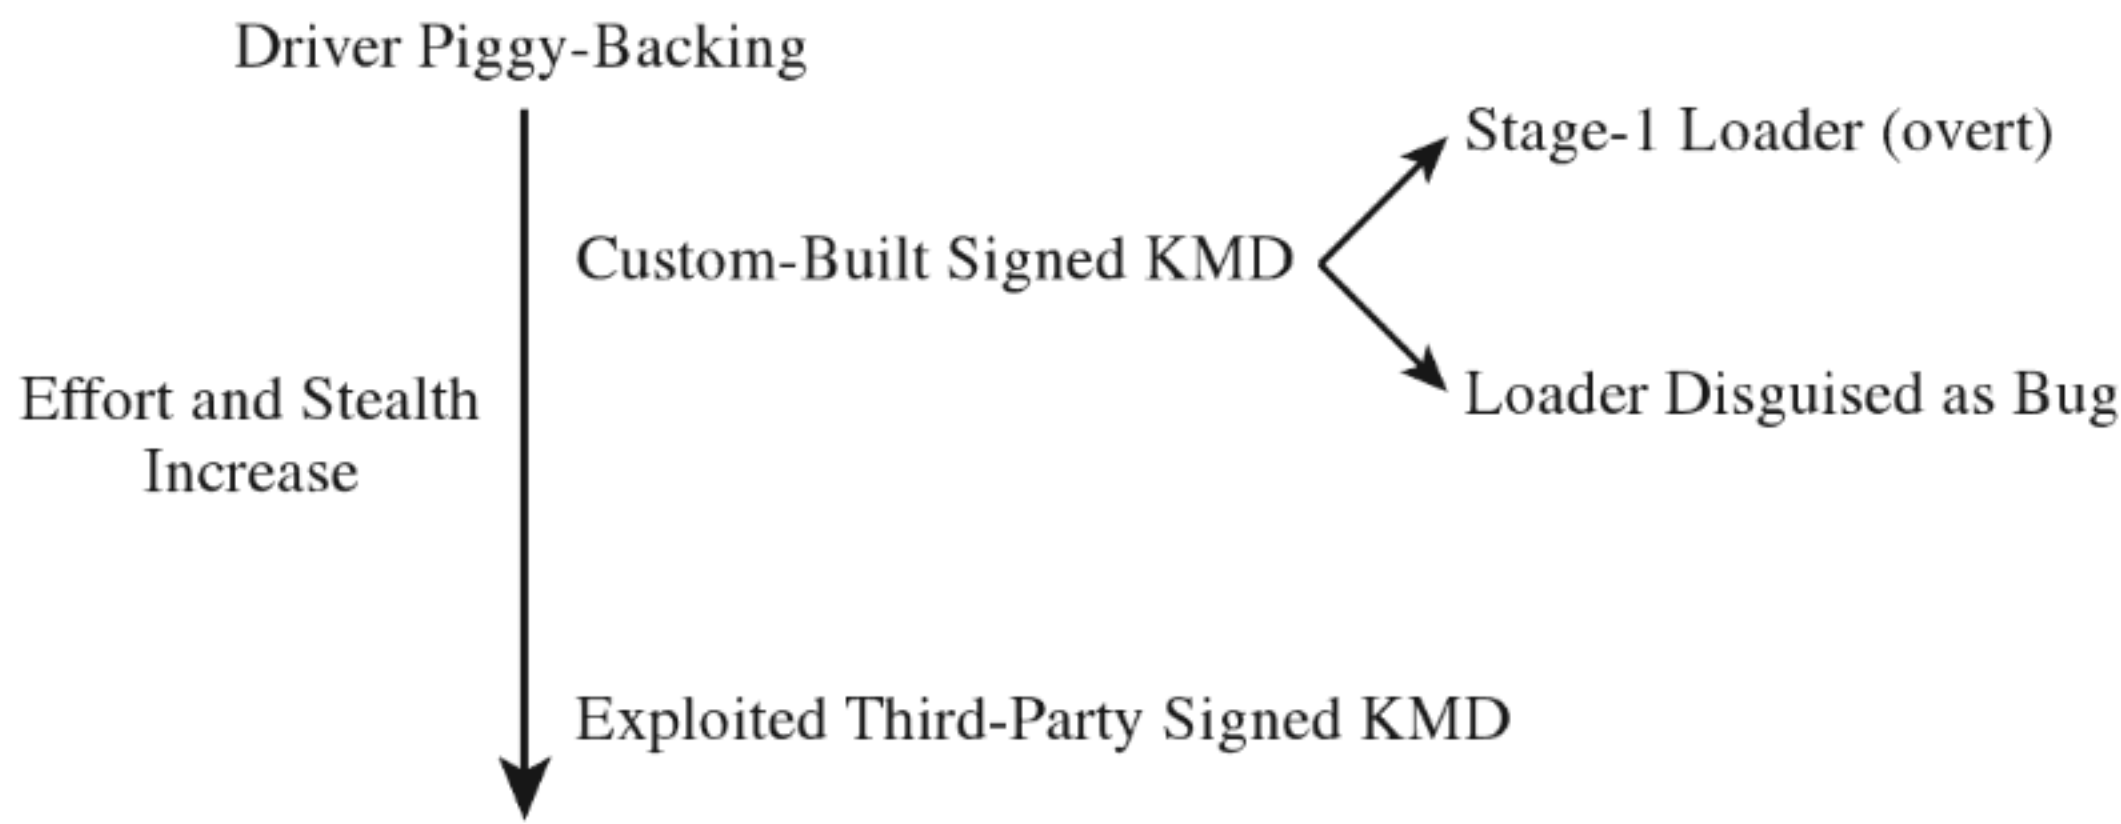 Driver Piggy-Backing
Stage-1 Loader (overt)
Custom-Built Signed KMD
Loader Disguised as Bug
Effort and Stealth
Increase
Exploited Third-Party Signed KMD